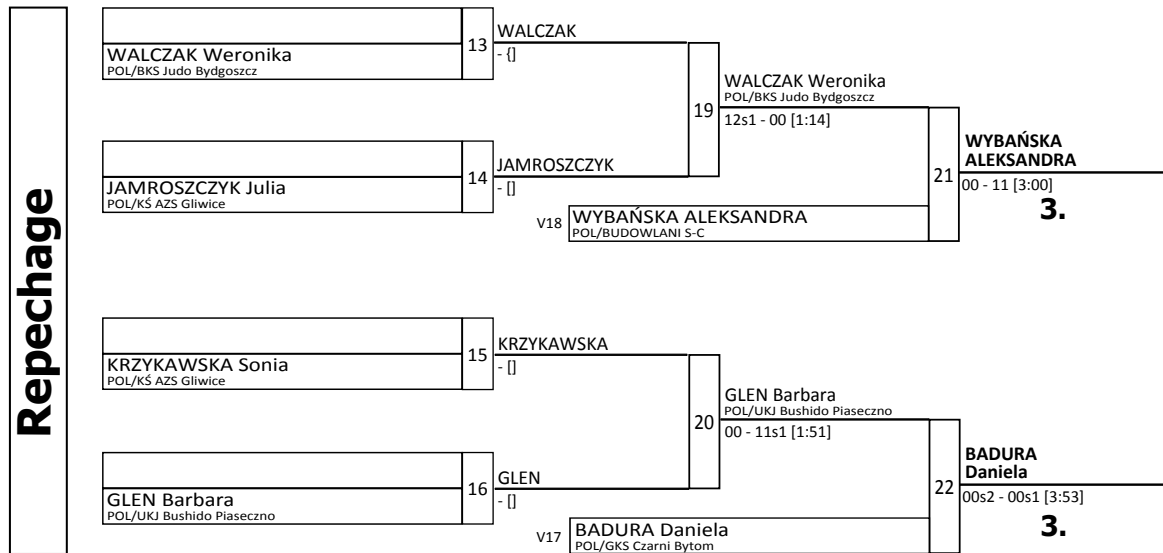 Repechage
13
WALCZAK Weronika
POL/BKS Judo Bydgoszcz
WALCZAK
- {]
14
JAMROSZCZYK Julia
POL/KŚ AZS Gliwice
JAMROSZCZYK
- []
19
WALCZAK Weronika
POL/BKS Judo Bydgoszcz
12s1 - 00 [1:14]
V18
WYBAŃSKA ALEKSANDRA
POL/BUDOWLANI S-C
21
WYBAŃSKA
ALEKSANDRA
00 - 11 [3:00]
3.
15
KRZYKAWSKA Sonia
POL/KŚ AZS Gliwice
KRZYKAWSKA
- []
16
GLEN Barbara
POL/UKJ Bushido Piaseczno
GLEN
- []
20
GLEN Barbara
POL/UKJ Bushido Piaseczno
00 - 11s1 [1:51]
V17
BADURA Daniela
POL/GKS Czarni Bytom
22
BADURA
Daniela
00s2 - 00s1 [3:53]
3.